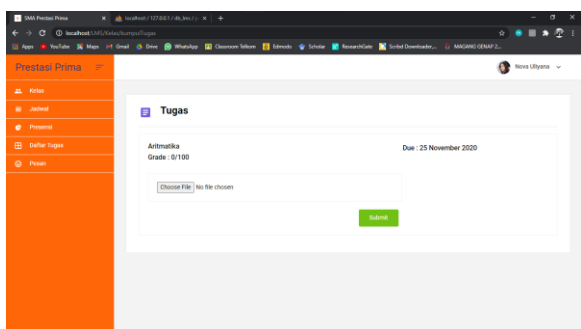 SMA Prestasi Prima
localhost / 127.0.0.1 / db_lms / p
localhost/LMS/Kelas/kumpulTugas
Apps YouTube Maps Gmail Drive WhatsApp Classroom Telkom Edmodo Scholar ResearchGate Scribd Downloader,... MAGANG GENAP 2...
Prestasi Prima
Nova Uliyana
Kelas
Jadwal
Presensi
Daftar Tugas
Pesan
Tugas
Aritmatika
Due : 25 November 2020
Grade : 0/100
Choose File No file chosen
Submit